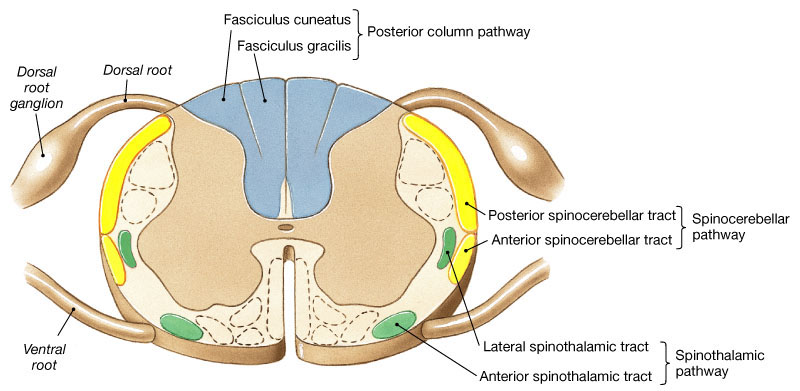 Fasciculus cuneatus
Fasciculus gracilis
Posterior column pathway
Dorsal
root
ganglion
Dorsal root
Posterior spinocerebellar tract
Anterior spinocerebellar tract
Spinocerebellar
pathway
Ventral
root
Lateral spinothalamic tract
Anterior spinothalamic tract
Spinothalamic
pathway